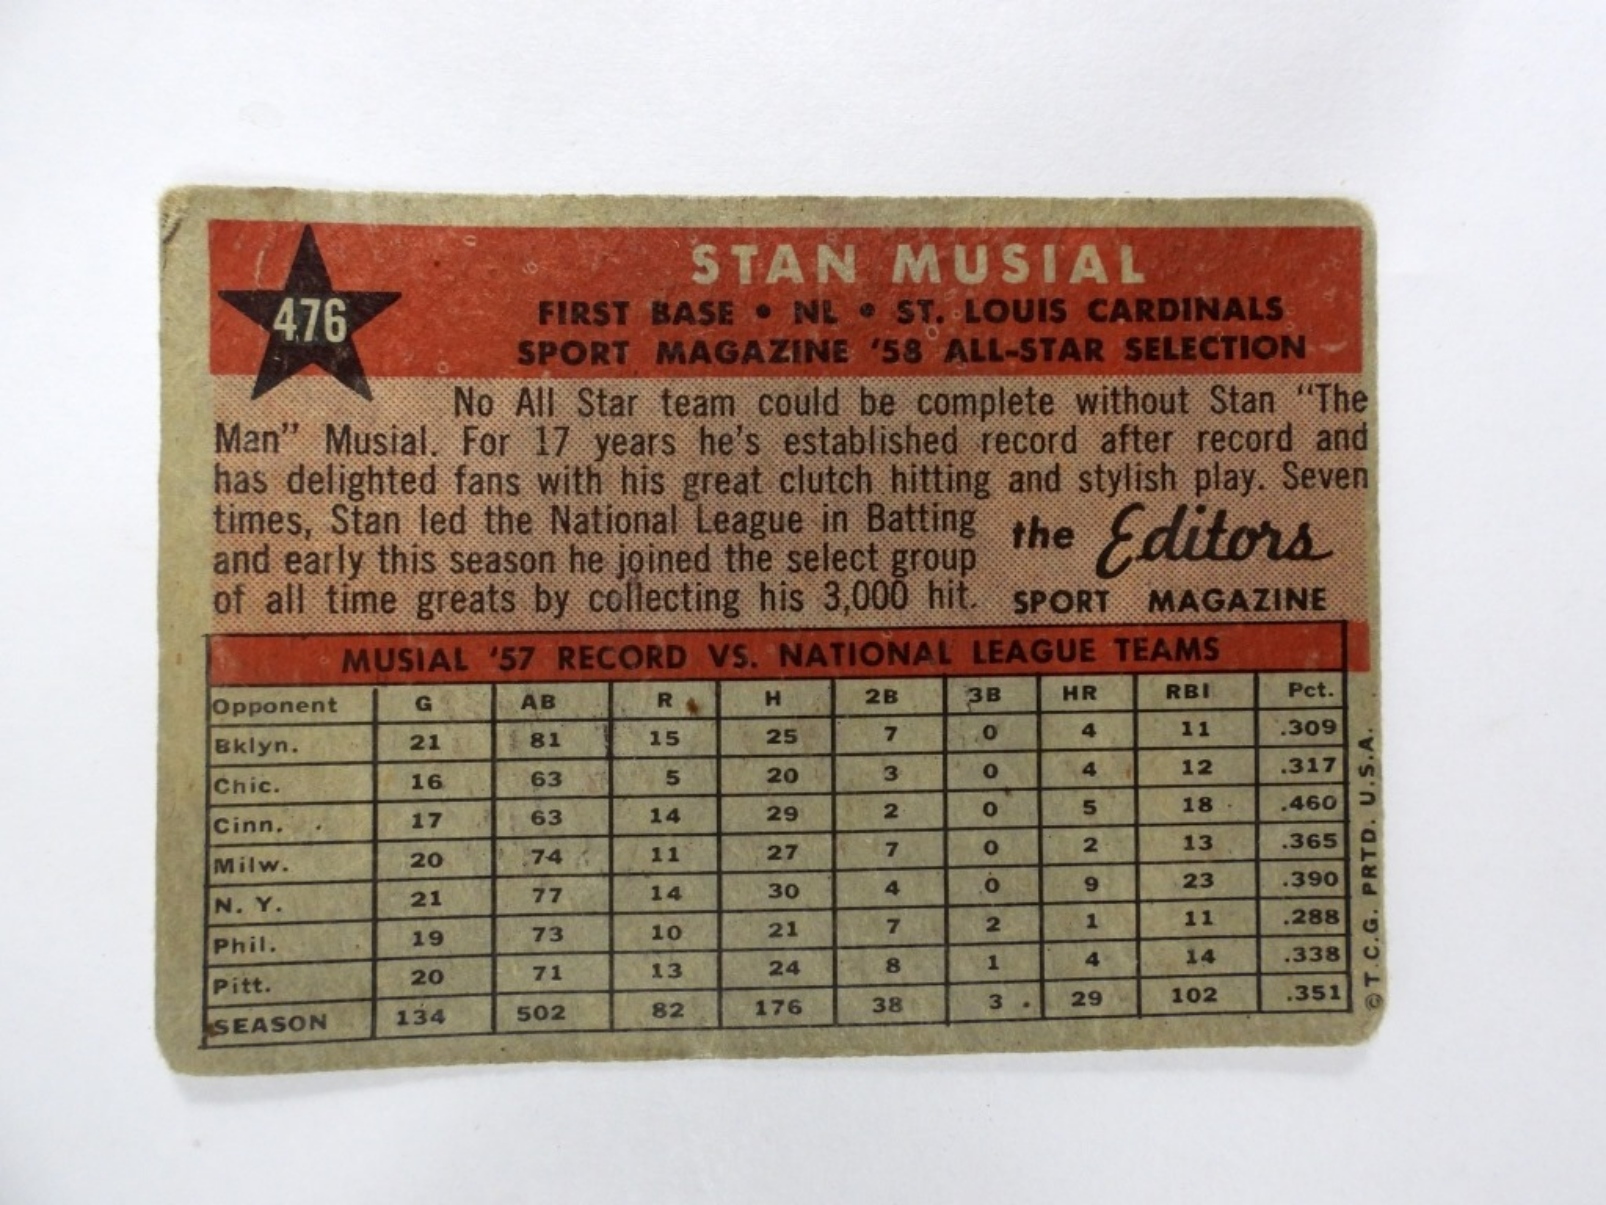 476
STAN MUSIAL
FIRST BASE • NL • ST. LOUIS CARDINALS
SPORT MAGAZINE '58 ALL-STAR SELECTION
No All Star team could be complete without Stan "The
Man" Musial. For 17 years he's established record after record and
has delighted fans with his great clutch hitting and stylish play. Seven
times, Stan led the National League in Batting
and early this season he joined the select group
of all time greats by collecting his 3,000 hit.
the Editors
SPORT MAGAZINE
MUSIAL '57 RECORD VS. NATIONAL LEAGUE TEAMS
Opponent G AB R H 2B 3B HR RBI Pct.
Bklyn. 21 81 15 25 7 0 4 11 .309
Chic. 16 63 5 20 3 0 4 12 .317
Cinn. 17 63 14 29 2 0 5 18 .460
Milw. 20 74 11 27 7 0 2 13 .365
N. Y. 21 77 14 30 4 0 9 23 .390
Phil. 19 73 10 21 7 2 1 11 .288
Pitt. 20 71 13 24 8 1 4 14 .338
SEASON 134 502 82 176 38 3 29 102 .351
© T.C.G. PRTD. U.S.A.